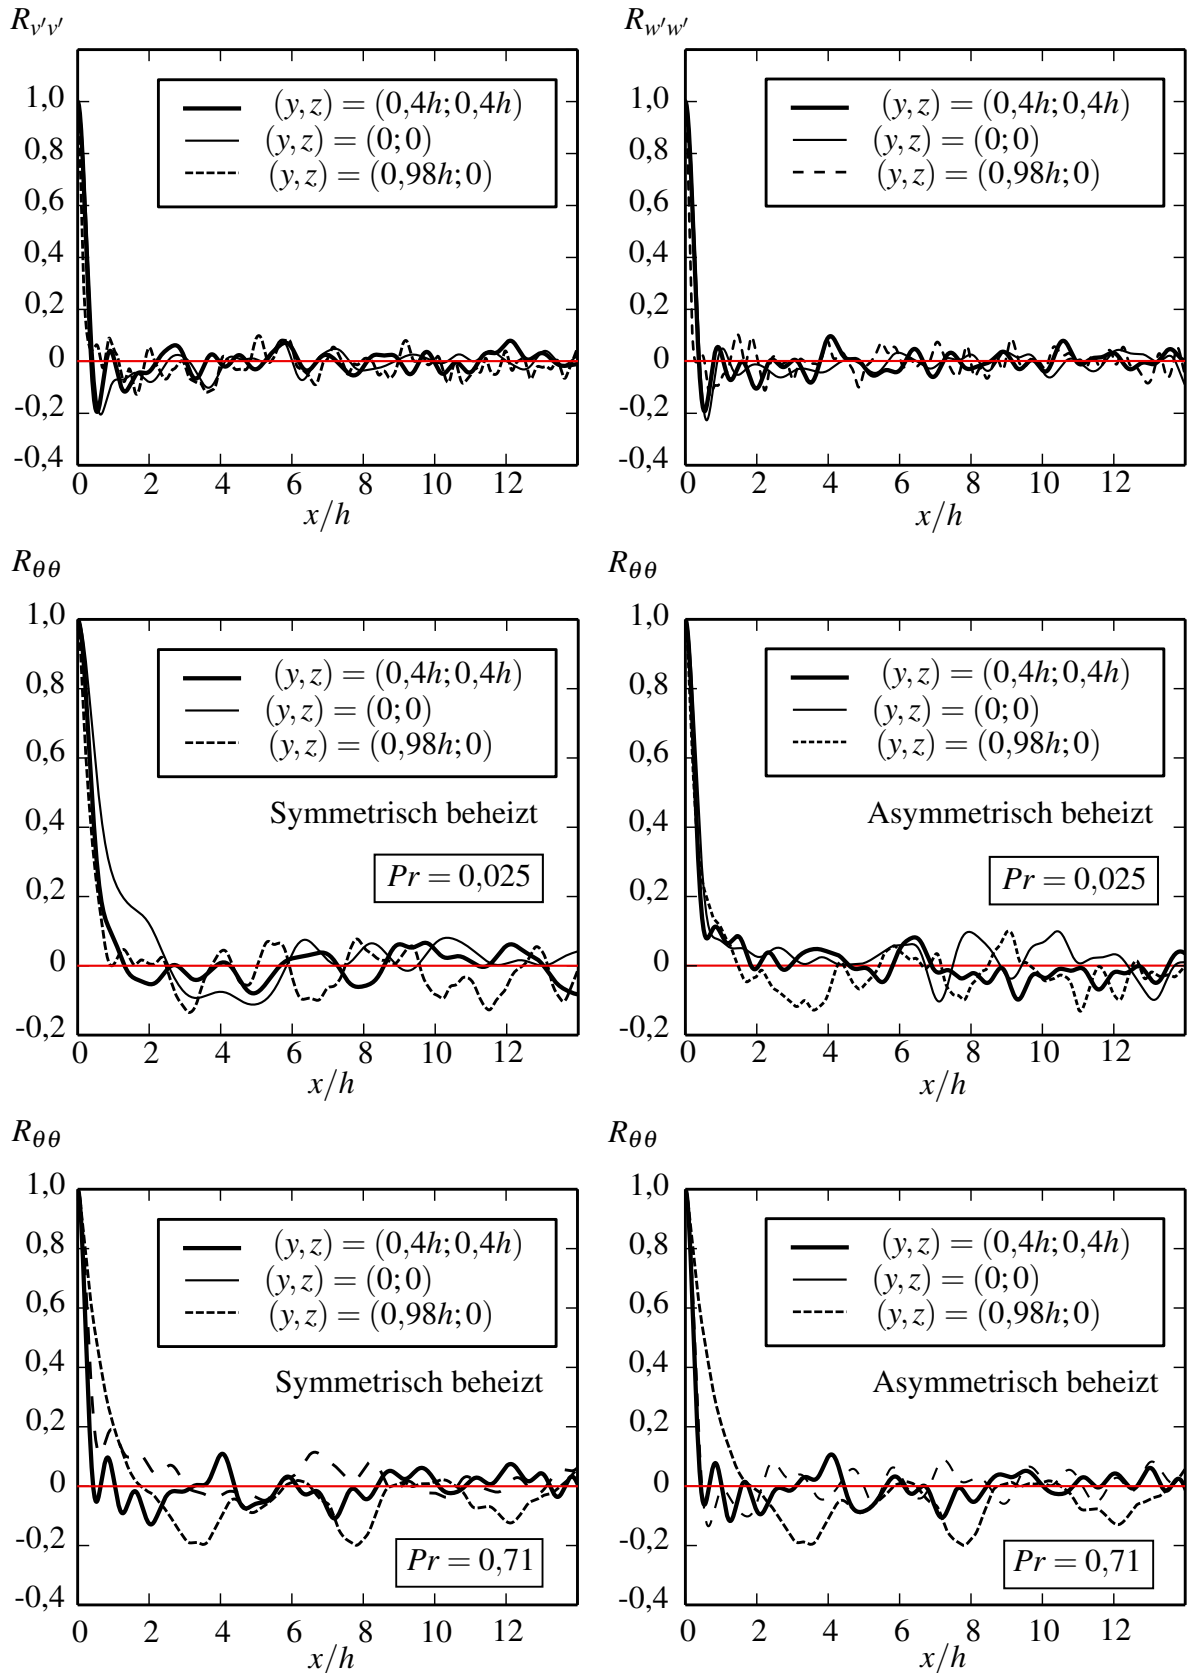 R_{v′v′}
1,0
0,8
0,6
0,4
0,2
0
-0,2
-0,4
(y,z) = (0,4h;0,4h)
(y,z) = (0;0)
(y,z) = (0,98h;0)
0 2 4 6 8 10 12
x/h
R_{w′w′}
1,0
0,8
0,6
0,4
0,2
0
-0,2
-0,4
(y,z) = (0,4h;0,4h)
(y,z) = (0;0)
(y,z) = (0,98h;0)
0 2 4 6 8 10 12
x/h
R_{θθ}
1,0
0,8
0,6
0,4
0,2
0
-0,2
(y,z) = (0,4h;0,4h)
(y,z) = (0;0)
(y,z) = (0,98h;0)
Symmetrisch beheizt
Pr = 0,025
0 2 4 6 8 10 12
x/h
R_{θθ}
1,0
0,8
0,6
0,4
0,2
0
-0,2
(y,z) = (0,4h;0,4h)
(y,z) = (0;0)
(y,z) = (0,98h;0)
Asymmetrisch beheizt
Pr = 0,025
0 2 4 6 8 10 12
x/h
R_{θθ}
1,0
0,8
0,6
0,4
0,2
0
-0,2
-0,4
(y,z) = (0,4h;0,4h)
(y,z) = (0;0)
(y,z) = (0,98h;0)
Symmetrisch beheizt
Pr = 0,71
0 2 4 6 8 10 12
x/h
R_{θθ}
1,0
0,8
0,6
0,4
0,2
0
-0,2
-0,4
(y,z) = (0,4h;0,4h)
(y,z) = (0;0)
(y,z) = (0,98h;0)
Asymmetrisch beheizt
Pr = 0,71
0 2 4 6 8 10 12
x/h